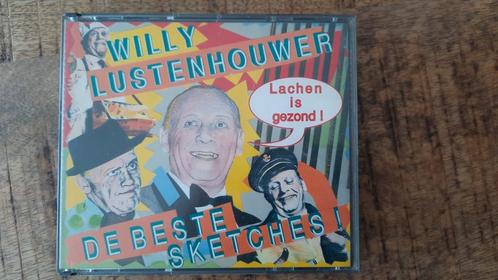 WILLY
LUSTENHOUWER
Lachen
is
gezond !
DE BESTE
SKETCHES !